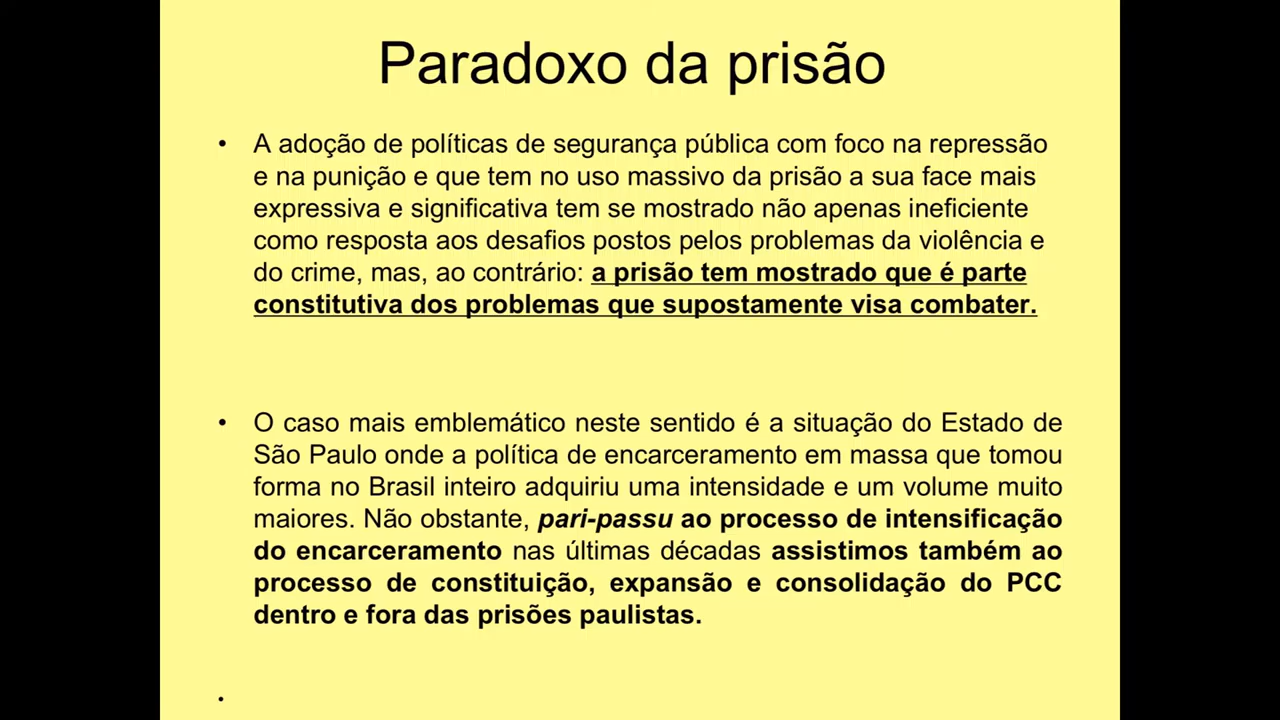 Paradoxo da prisão
• A adoção de políticas de segurança pública com foco na repressão
e na punição e que tem no uso massivo da prisão a sua face mais
expressiva e significativa tem se mostrado não apenas ineficiente
como resposta aos desafios postos pelos problemas da violência e
do crime, mas, ao contrário: a prisão tem mostrado que é parte
constitutiva dos problemas que supostamente visa combater.
• O caso mais emblemático neste sentido é a situação do Estado de
São Paulo onde a política de encarceramento em massa que tomou
forma no Brasil inteiro adquiriu uma intensidade e um volume muito
maiores. Não obstante, pari-passu ao processo de intensificação
do encarceramento nas últimas décadas assistimos também ao
processo de constituição, expansão e consolidação do PCC
dentro e fora das prisões paulistas.
•